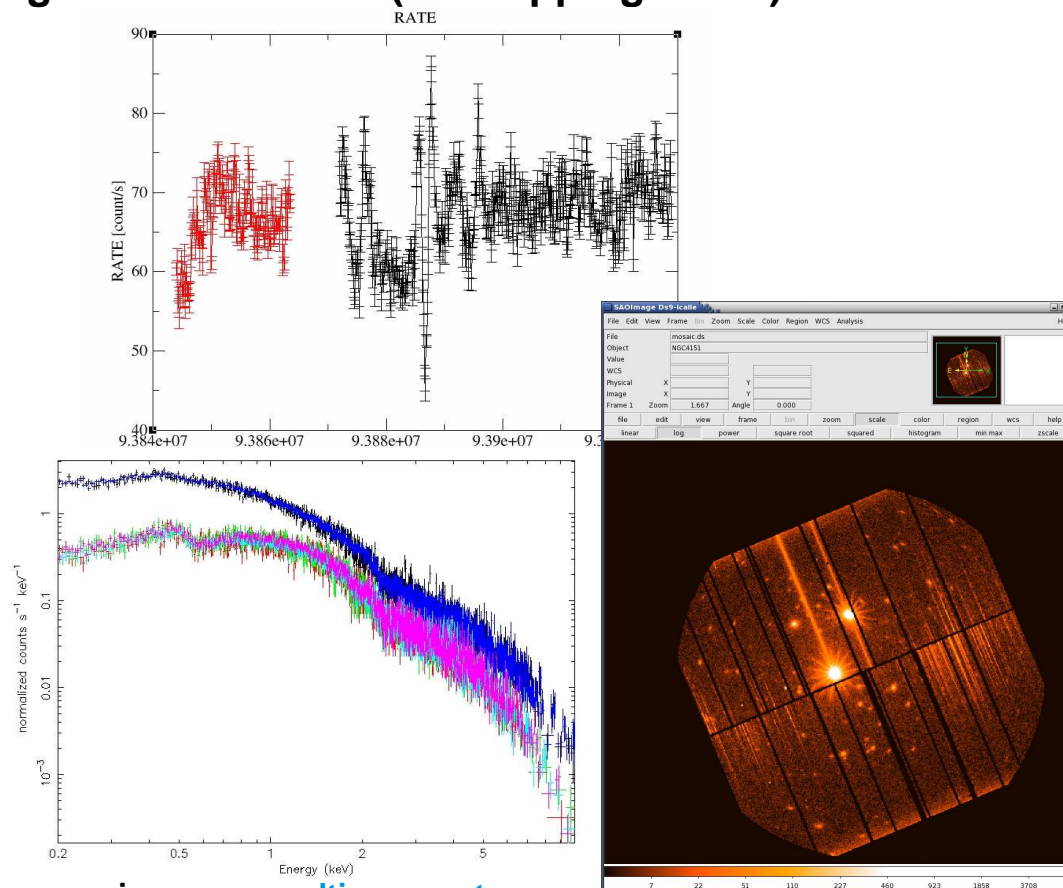 RATE
90
80
70
60
50
40
RATE [count/s]
9.384e+07 9.386e+07 9.388e+07 9.39e+07
SAOImage Ds9-lcalle
File Edit View Frame Bin Zoom Scale Color Region WCS Analysis
File mosaic.ds
Object NGC4151
Value
WCS
Physical X Y
Image X Y
Frame 1 Zoom 1.667 Angle 0.000
file edit view frame bin zoom scale color region wcs help
linear log power square root squared histogram min max zscale
1
0.1
0.01
10⁻³
normalized counts s⁻¹ keV⁻¹
0.2 0.5 1 2 5
Energy (keV)
7 22 51 110 227 460 923 1858 3708